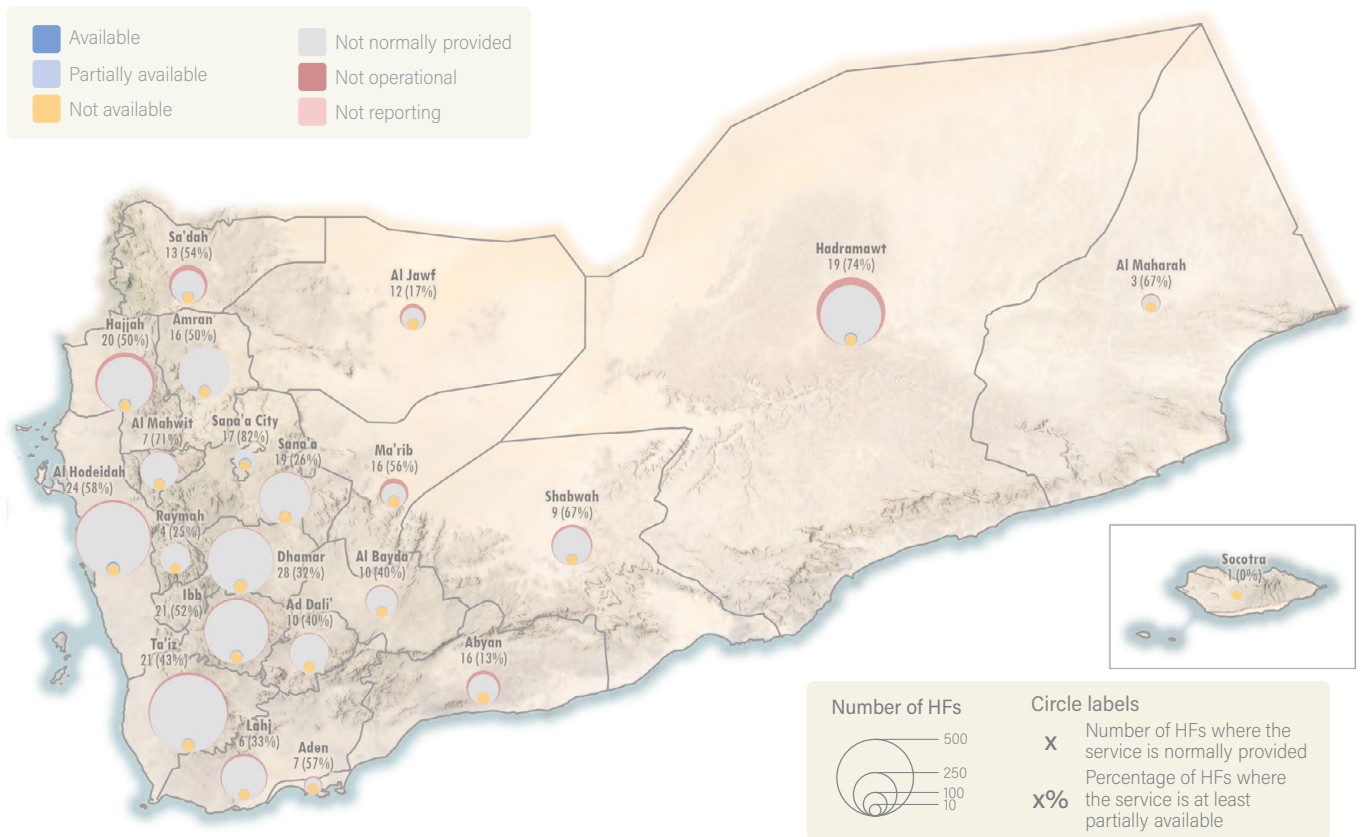 Available
Partially available
Not available
Not normally provided
Not operational
Not reporting
Sa'dah
13 (54%)
Al Jawf
12 (17%)
Hadramawt
19 (74%)
Al Maharah
3 (67%)
Hajjah
20 (50%)
Amran
16 (50%)
Al Mahwit
7 (71%)
Sana'a City
17 (82%)
Sana'a
19 (26%)
Ma'rib
16 (56%)
Al Hodeidah
24 (58%)
Shabwah
9 (67%)
Raymah
4 (25%)
Dhamar
28 (32%)
Al Bayda
10 (40%)
Socotra
1 (0%)
Ibb
21 (52%)
Ad Dali'
10 (40%)
Ta'iz
21 (43%)
Abyan
16 (13%)
Lahj
6 (33%)
Aden
7 (57%)
Number of HFs
500
250
100
10
Circle labels
x Number of HFs where the
service is normally provided
x% Percentage of HFs where
the service is at least
partially available